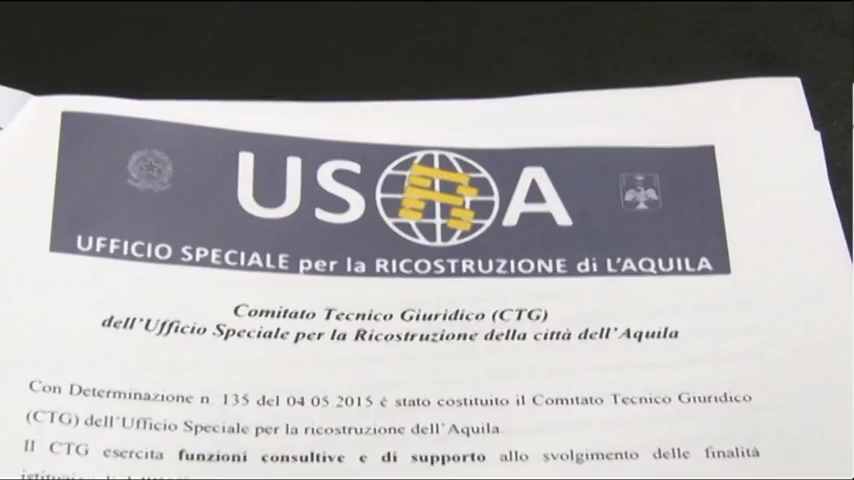 USRA
UFFICIO SPECIALE per la RICOSTRUZIONE di L'AQUILA
Comitato Tecnico Giuridico (CTG)
dell'Ufficio Speciale per la Ricostruzione della città dell'Aquila
Con Determinazione n. 135 del 04.05.2015 è stato costituito il Comitato Tecnico Giuridico
(CTG) dell'Ufficio Speciale per la ricostruzione dell'Aquila.
Il CTG esercita funzioni consultive e di supporto allo svolgimento delle finalità